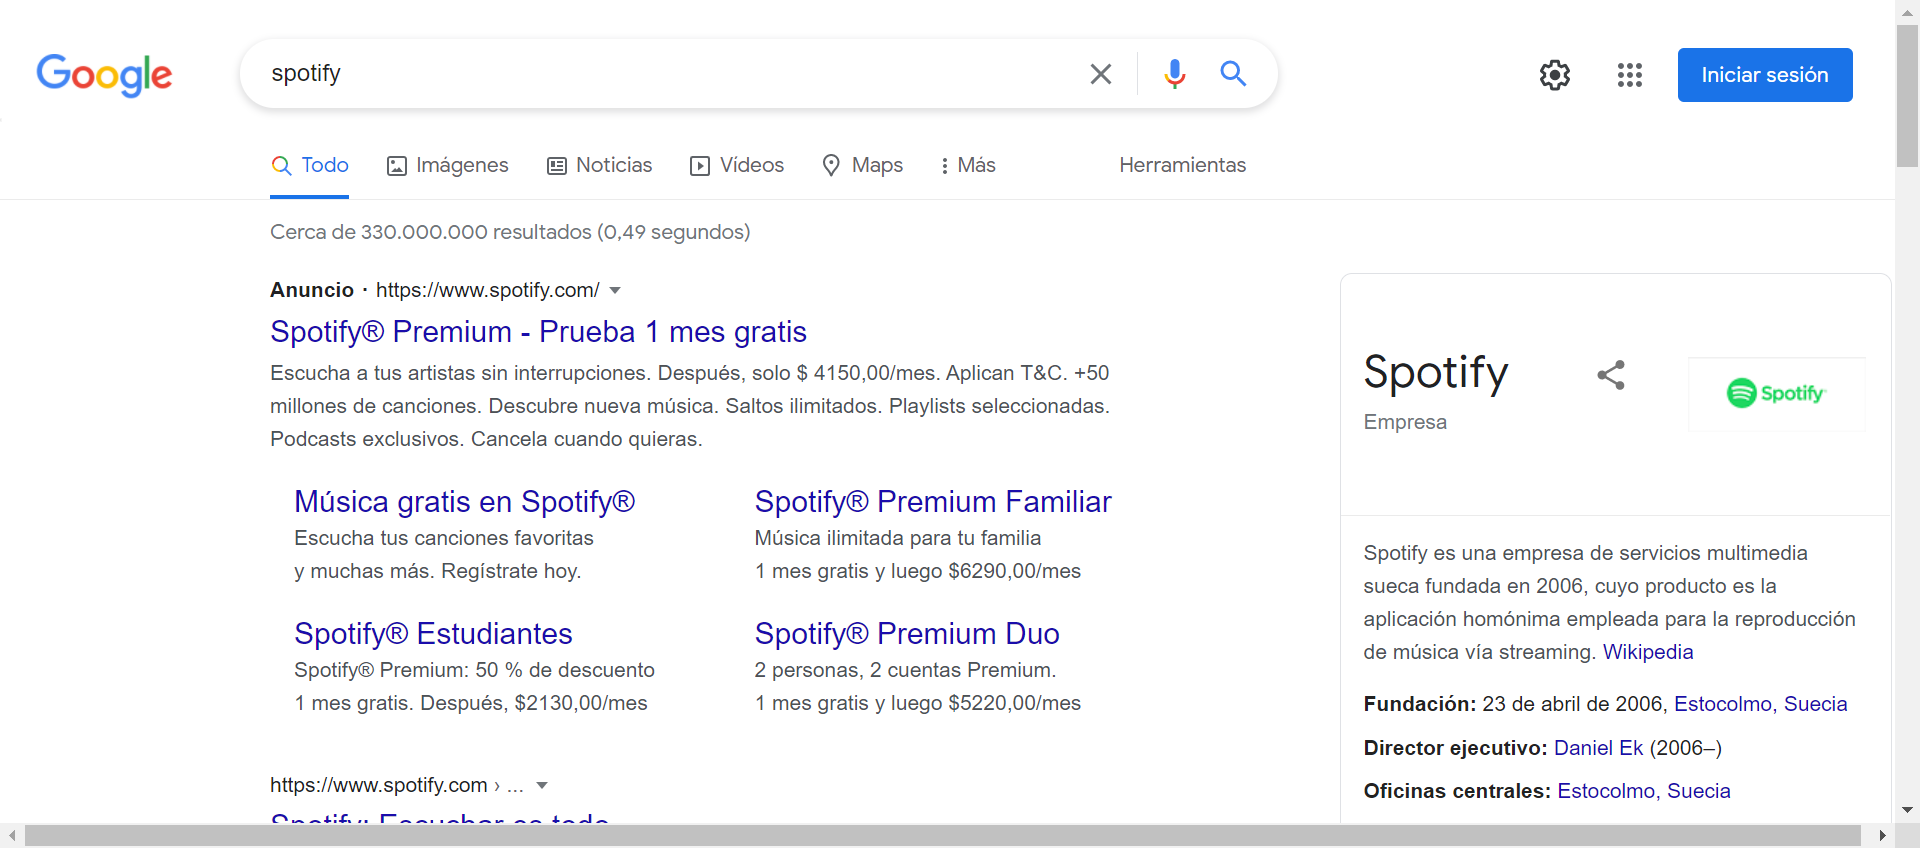 Google
spotify
Iniciar sesión
Todo
Imágenes
Noticias
Vídeos
Maps
Más
Herramientas
Cerca de 330.000.000 resultados (0,49 segundos)
Anuncio · https://www.spotify.com/
Spotify® Premium - Prueba 1 mes gratis
Escucha a tus artistas sin interrupciones. Después, solo $ 4150,00/mes. Aplican T&C. +50
millones de canciones. Descubre nueva música. Saltos ilimitados. Playlists seleccionadas.
Podcasts exclusivos. Cancela cuando quieras.
Música gratis en Spotify®
Escucha tus canciones favoritas
y muchas más. Regístrate hoy.
Spotify® Premium Familiar
Música ilimitada para tu familia
1 mes gratis y luego $6290,00/mes
Spotify® Estudiantes
Spotify® Premium: 50 % de descuento
1 mes gratis. Después, $2130,00/mes
Spotify® Premium Duo
2 personas, 2 cuentas Premium.
1 mes gratis y luego $5220,00/mes
https://www.spotify.com › ...
Spotify: Escuchar es todo
Spotify
Empresa
Spotify
Spotify es una empresa de servicios multimedia
sueca fundada en 2006, cuyo producto es la
aplicación homónima empleada para la reproducción
de música vía streaming. Wikipedia
Fundación: 23 de abril de 2006, Estocolmo, Suecia
Director ejecutivo: Daniel Ek (2006–)
Oficinas centrales: Estocolmo, Suecia